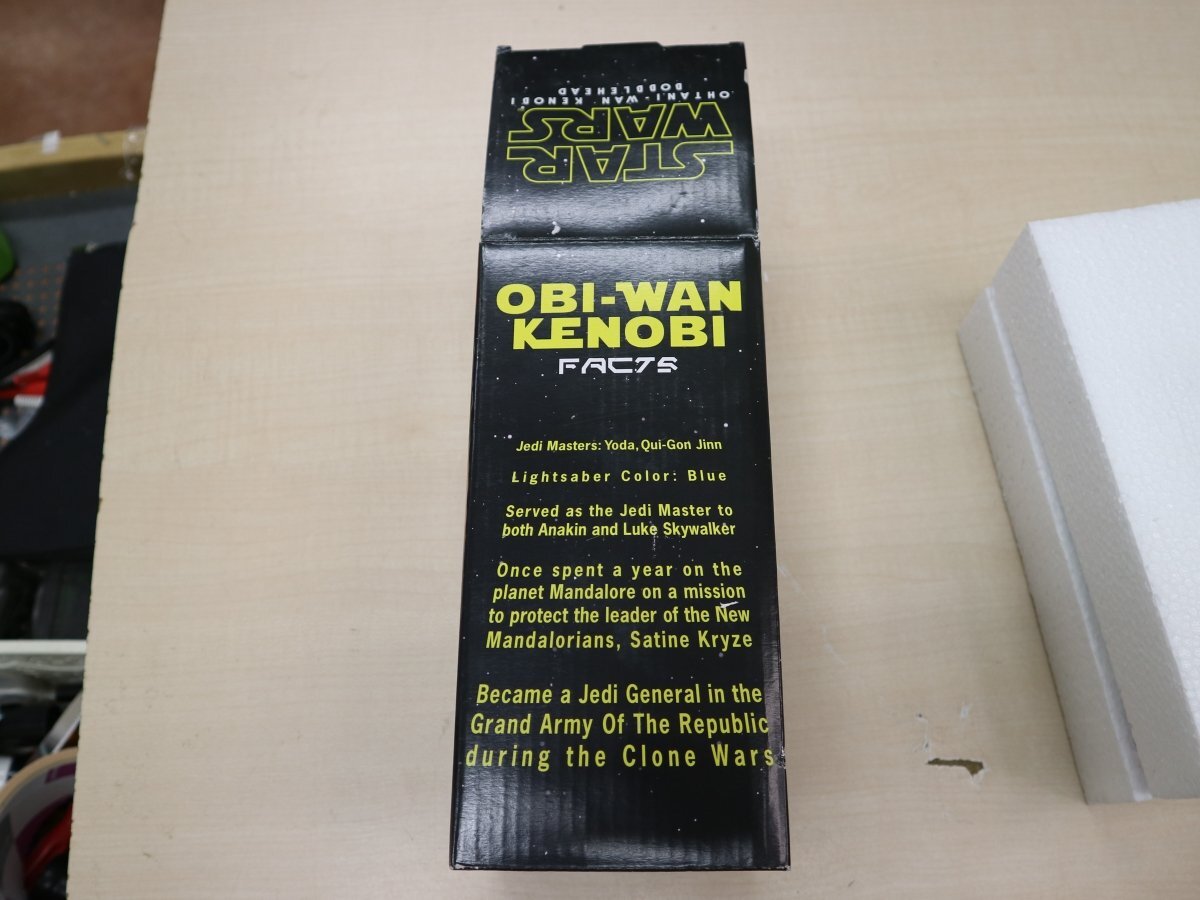 STAR
WARS
OHTANI-WAN KENOBI
BOBBLEHEAD
OBI-WAN
KENOBI
FACTS
Jedi Masters: Yoda, Qui-Gon Jinn
Lightsaber Color: Blue
Served as the Jedi Master to
both Anakin and Luke Skywalker
Once spent a year on the
planet Mandalore on a mission
to protect the leader of the New
Mandalorians, Satine Kryze
Became a Jedi General in the
Grand Army Of The Republic
during the Clone Wars